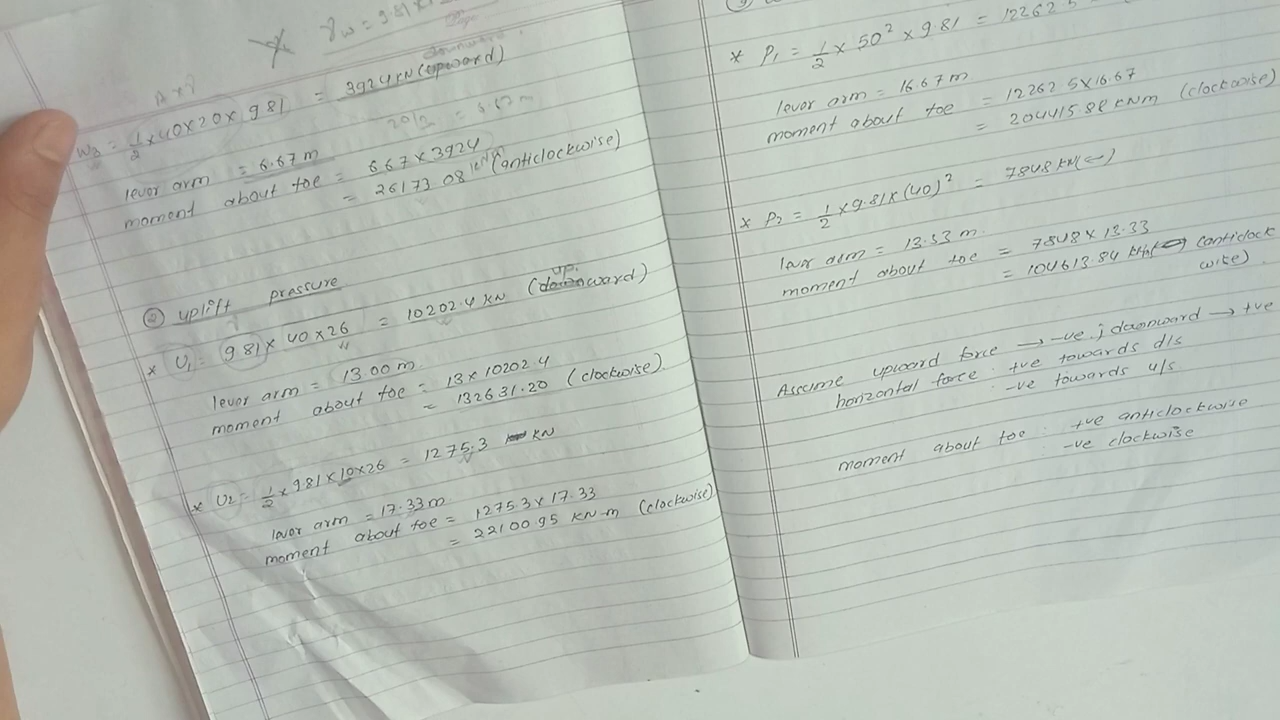 γw = 9.81
A × γ
W3 = 1/2 × 40 × 20 × 9.81 = 3924 KN (upward)
downward
20/3 = 6.67 m
lever arm = 6.67 m
moment about toe = 6.67 × 3924
= 26173.08 KNm (anticlockwise)
② uplift pressure
* U1 = 9.81 × 40 × 26 = 10202.4 KN (downward)
up.
lever arm = 13.00 m
moment about toe = 13 × 10202.4
= 132631.20 (clockwise)
* U2 = 1/2 × 9.81 × 10 × 26 = 1275.3 KN
lever arm = 17.33 m
moment about toe = 1275.3 × 17.33
= 22100.95 KN-m (clockwise)
* P1 = 1/2 × 50² × 9.81 = 12262.5
lever arm = 16.67 m
moment about toe = 12262.5 × 16.67
= 204415.88 KNm (clockwise)
* P2 = 1/2 × 9.81 × (40)² = 7848 KN (←)
lever arm = 13.33 m
moment about toe = 7848 × 13.33
= 104613.84 KNm (anticlock
wise).
Assume upward force → -ve ; downward → +ve
horizontal force : +ve towards d/s
: -ve towards u/s
moment about toe : +ve anticlockwise
: -ve clockwise